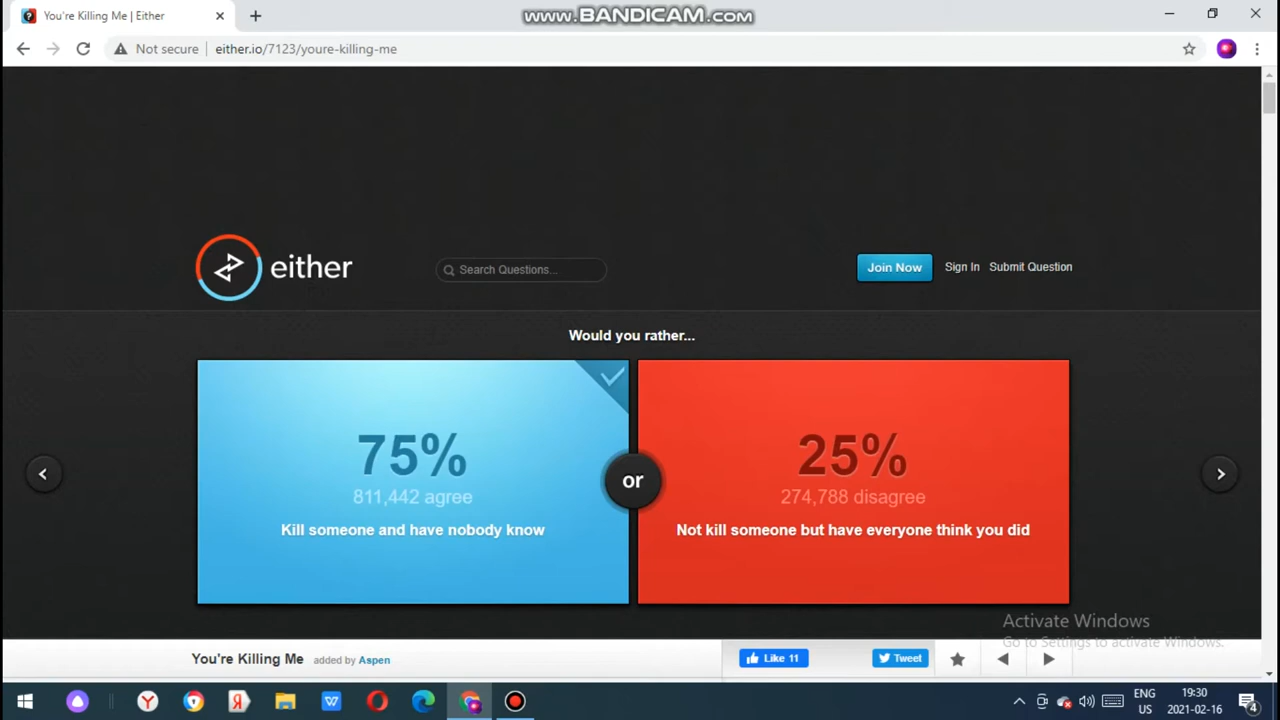 You're Killing Me | Either
www.BANDICAM.com
Not secure
either.io/7123/youre-killing-me
either
Search Questions...
Join Now
Sign In
Submit Question
Would you rather...
75%
811,442 agree
Kill someone and have nobody know
or
25%
274,788 disagree
Not kill someone but have everyone think you did
Activate Windows
Go to Settings to activate Windows.
You're Killing Me
added by Aspen
Like 11
Tweet
Y
Я
W
ENG
US
19:30
2021-02-16
4